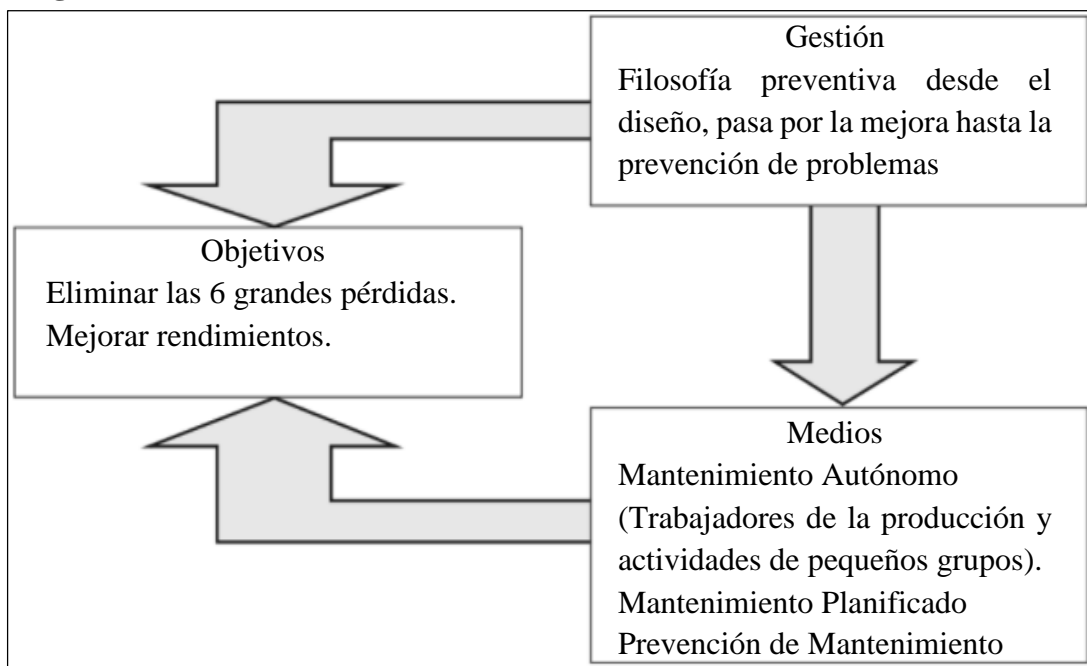 Gestión
Filosofía preventiva desde el
diseño, pasa por la mejora hasta la
prevención de problemas
Objetivos
Eliminar las 6 grandes pérdidas.
Mejorar rendimientos.
Medios
Mantenimiento Autónomo
(Trabajadores de la producción y
actividades de pequeños grupos).
Mantenimiento Planificado
Prevención de Mantenimiento